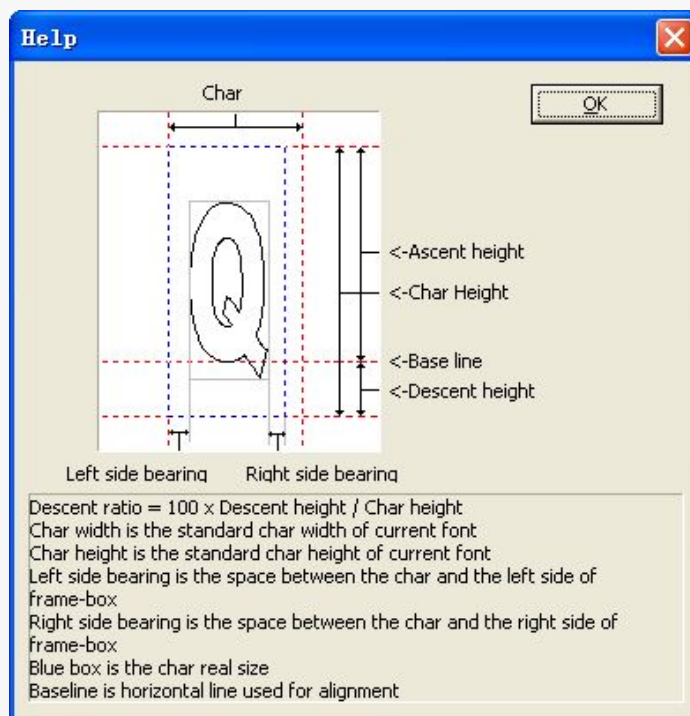 Help
Char
OK
<-Ascent height
<-Char Height
<-Base line
<-Descent height
Left side bearing
Right side bearing
Descent ratio = 100 x Descent height / Char height
Char width is the standard char width of current font
Char height is the standard char height of current font
Left side bearing is the space between the char and the left side of
frame-box
Right side bearing is the space between the char and the right side of
frame-box
Blue box is the char real size
Baseline is horizontal line used for alignment